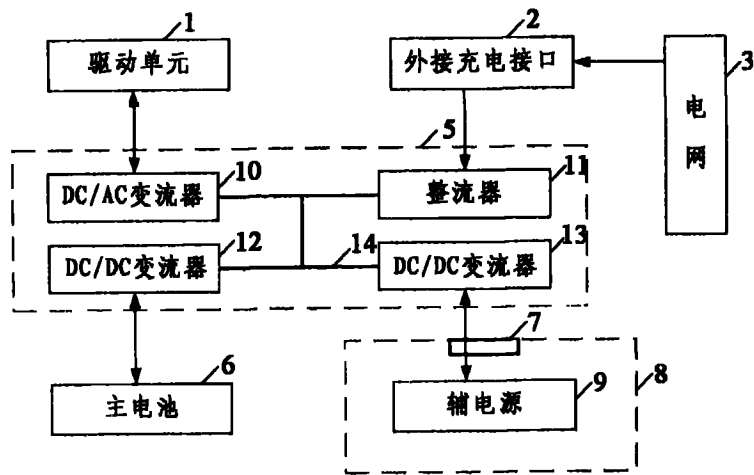 1
驱动单元
2
外接充电接口
3
电网
5
10
DC/AC变流器
11
整流器
12
DC/DC变流器
14
13
DC/DC变流器
7
6
主电池
9
辅电源
8